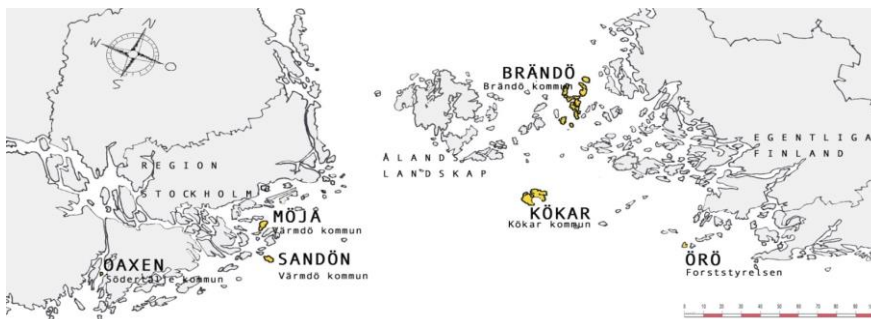 N
W
S
REGION
STOCKHOLM
MÖJA
Värmdö kommun
SANDÖN
Värmdö kommun
OAXEN
Södertälje kommun
BRÄNDÖ
Brändö kommun
ÅLANDS
LANDSKAP
KÖKAR
Kökar kommun
EGENTLIGA
FINLAND
ÖRÖ
Forststyrelsen